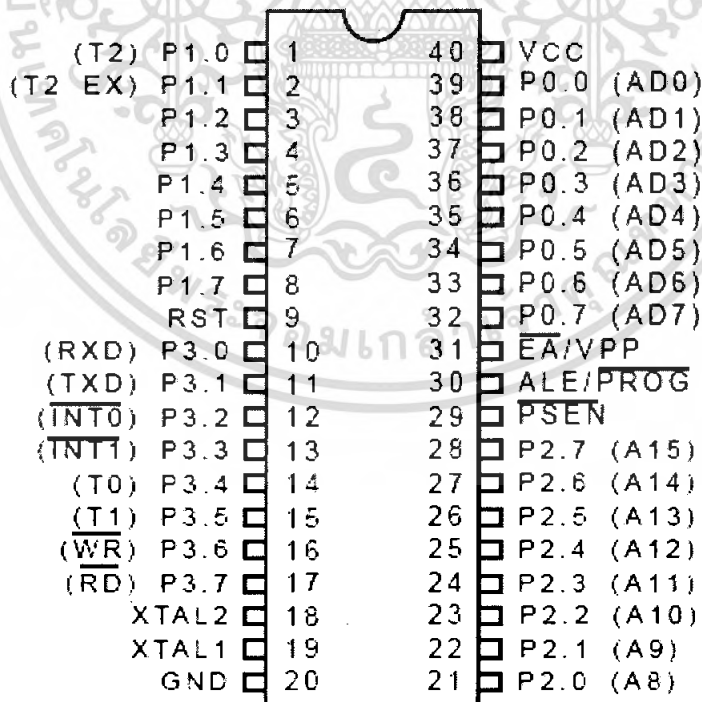 (T2) P1.0 1 40 VCC
(T2 EX) P1.1 2 39 P0.0 (AD0)
P1.2 3 38 P0.1 (AD1)
P1.3 4 37 P0.2 (AD2)
P1.4 5 36 P0.3 (AD3)
P1.5 6 35 P0.4 (AD4)
P1.6 7 34 P0.5 (AD5)
P1.7 8 33 P0.6 (AD6)
RST 9 32 P0.7 (AD7)
(RXD) P3.0 10 31 EA/VPP
(TXD) P3.1 11 30 ALE/PROG
(INT0) P3.2 12 29 PSEN
(INT1) P3.3 13 28 P2.7 (A15)
(T0) P3.4 14 27 P2.6 (A14)
(T1) P3.5 15 26 P2.5 (A13)
(WR) P3.6 16 25 P2.4 (A12)
(RD) P3.7 17 24 P2.3 (A11)
XTAL2 18 23 P2.2 (A10)
XTAL1 19 22 P2.1 (A9)
GND 20 21 P2.0 (A8)